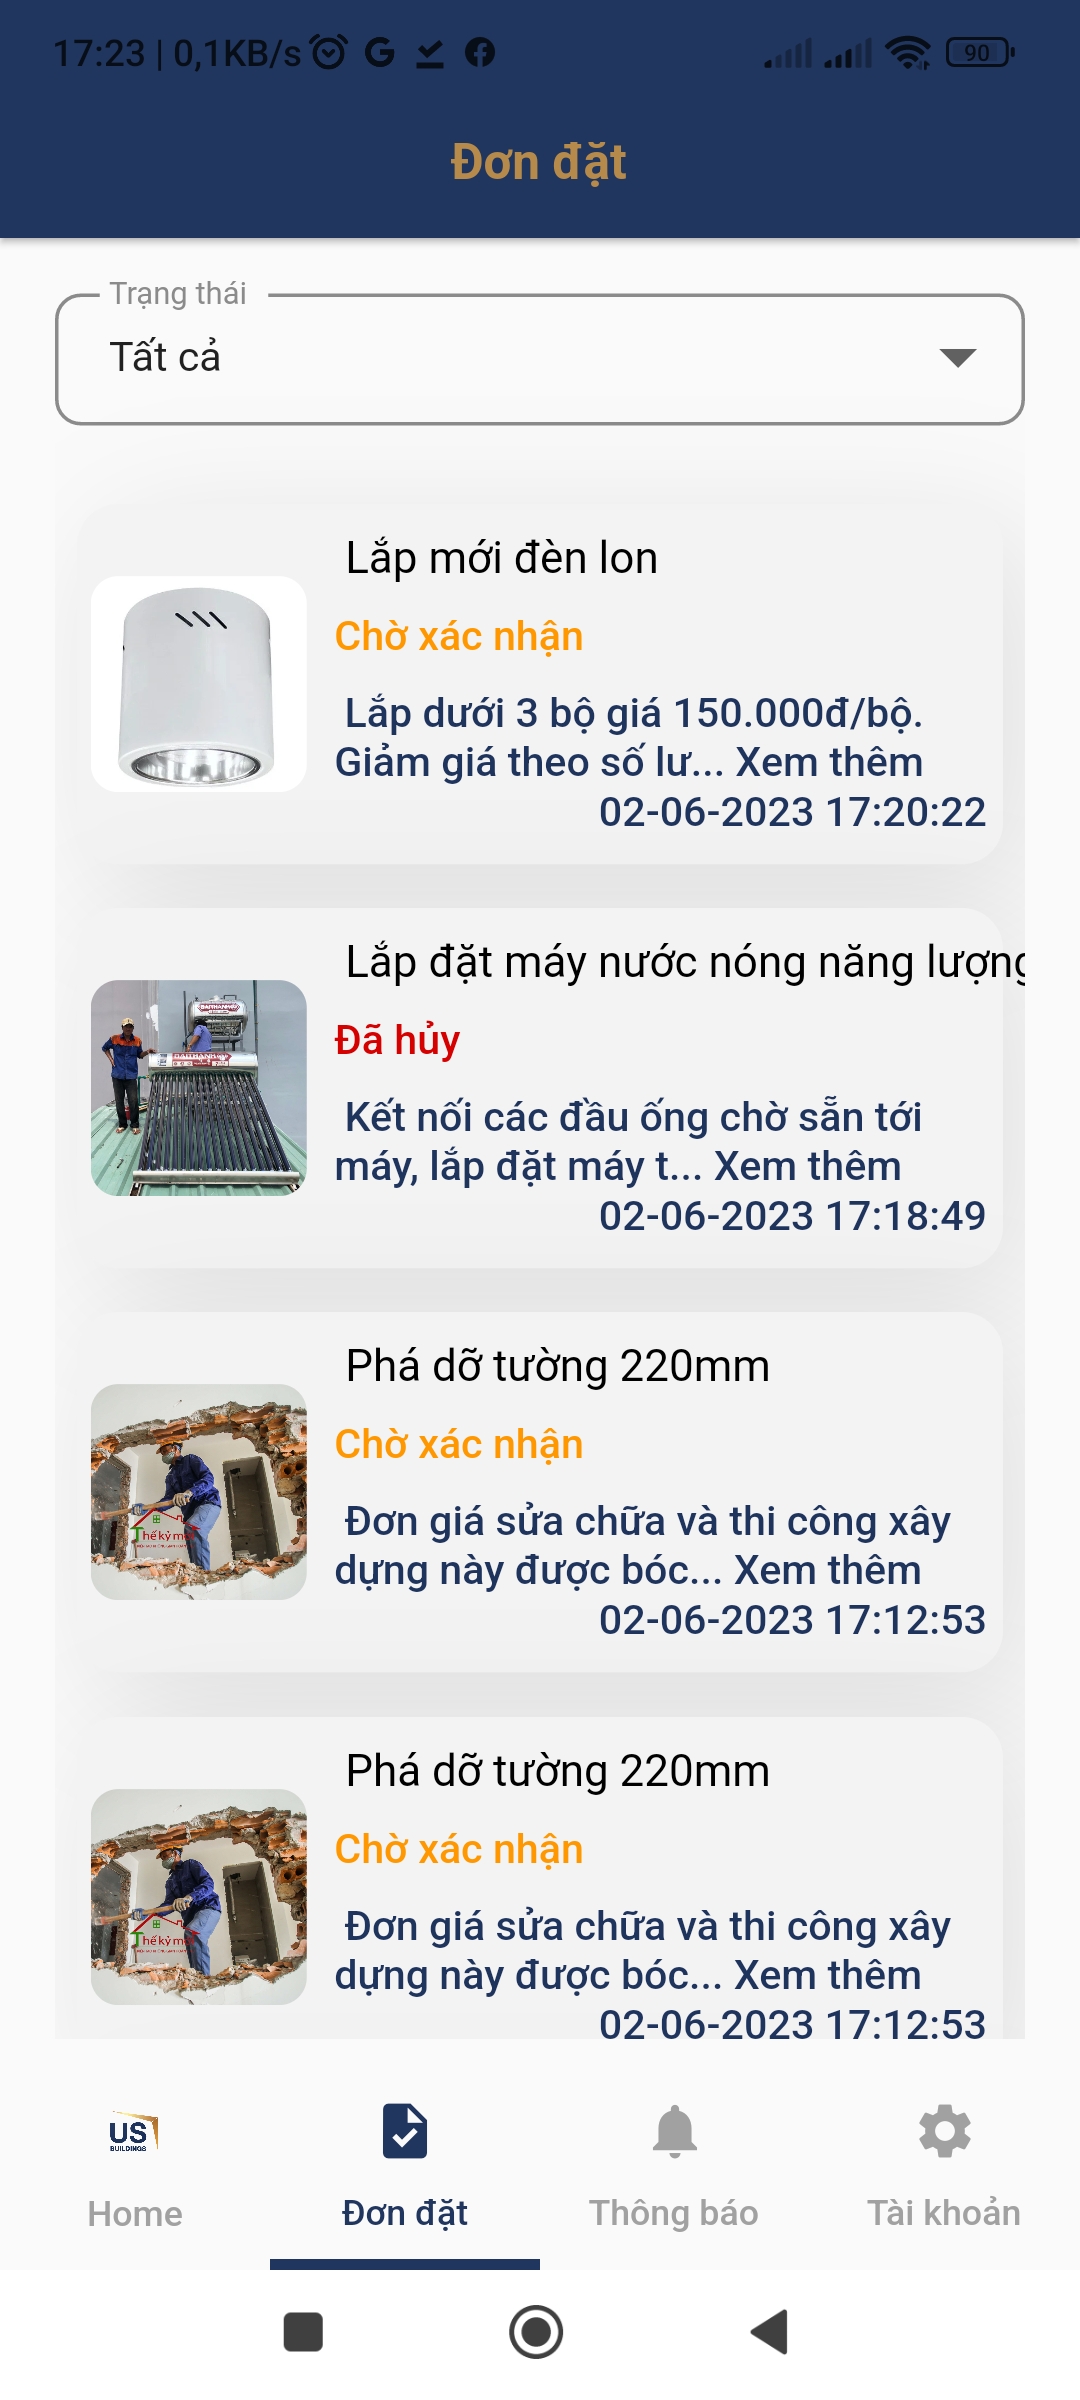 17:23 | 0,1KB/s
90
Đơn đặt
Trạng thái
Tất cả
Lắp mới đèn lon
Chờ xác nhận
Lắp dưới 3 bộ giá 150.000đ/bộ.
Giảm giá theo số lư... Xem thêm
02-06-2023 17:20:22
Lắp đặt máy nước nóng năng lượng
Đã hủy
Kết nối các đầu ống chờ sẵn tới
máy, lắp đặt máy t... Xem thêm
02-06-2023 17:18:49
Phá dỡ tường 220mm
Chờ xác nhận
Đơn giá sửa chữa và thi công xây
dựng này được bóc... Xem thêm
02-06-2023 17:12:53
Phá dỡ tường 220mm
Chờ xác nhận
Đơn giá sửa chữa và thi công xây
dựng này được bóc... Xem thêm
02-06-2023 17:12:53
US
BUILDINGS
Home
Đơn đặt
Thông báo
Tài khoản